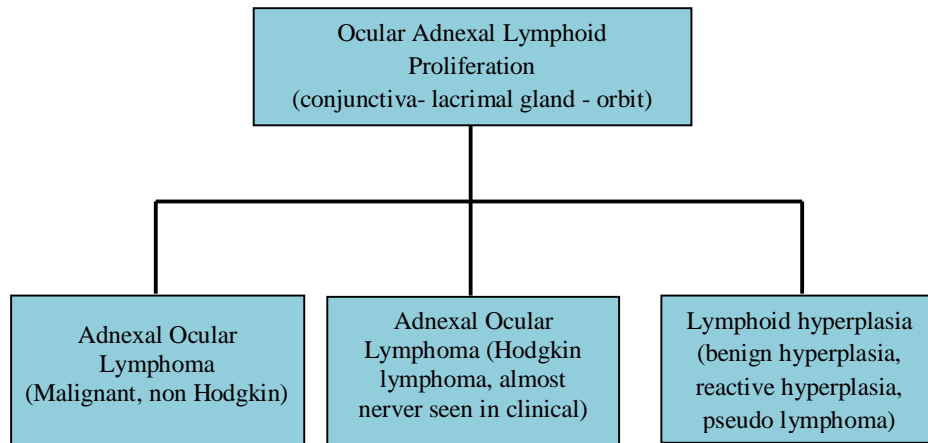 Ocular Adnexal Lymphoid
Proliferation
(conjunctiva- lacrimal gland - orbit)
Adnexal Ocular
Lymphoma
(Malignant, non Hodgkin)
Adnexal Ocular
Lymphoma (Hodgkin
lymphoma, almost
nerver seen in clinical)
Lymphoid hyperplasia
(benign hyperplasia,
reactive hyperplasia,
pseudo lymphoma)